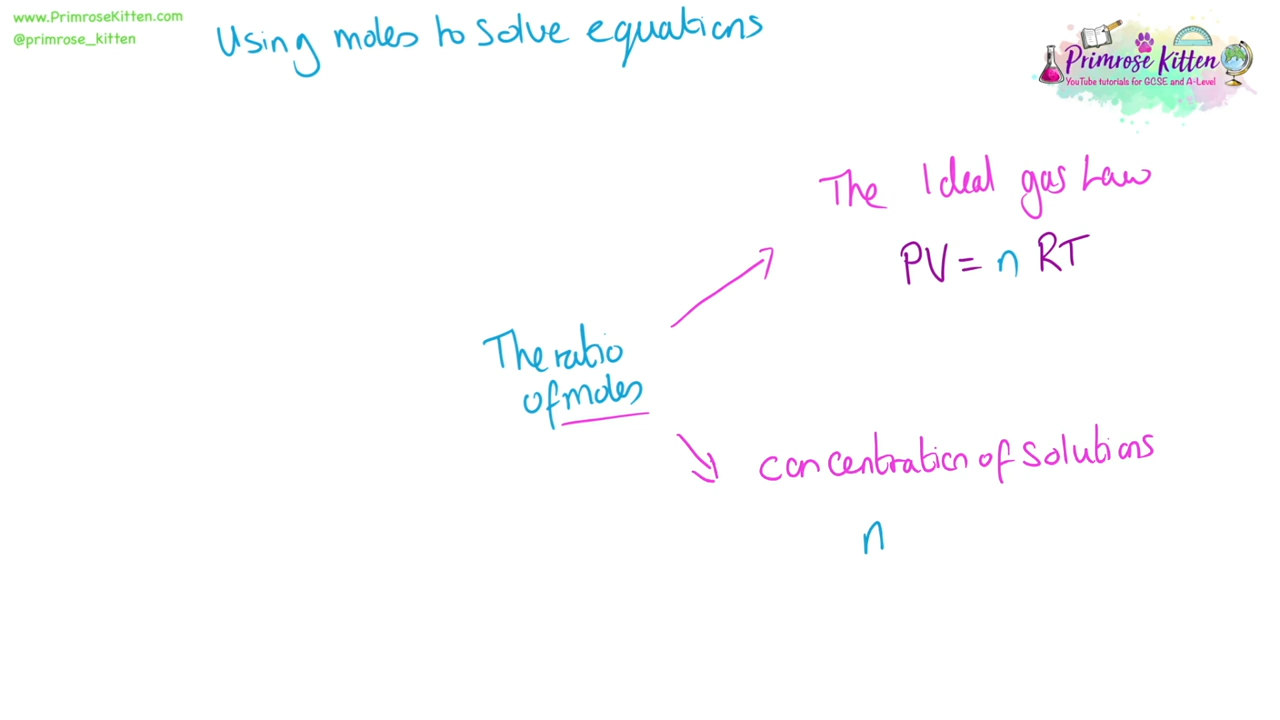 www.PrimroseKitten.com
@primrose_kitten
Using moles to solve equations
Primrose Kitten
YouTube tutorials for GCSE and A-Level
The Ideal gas Law
PV = n RT
The ratio
of moles
concentration of solutions
n